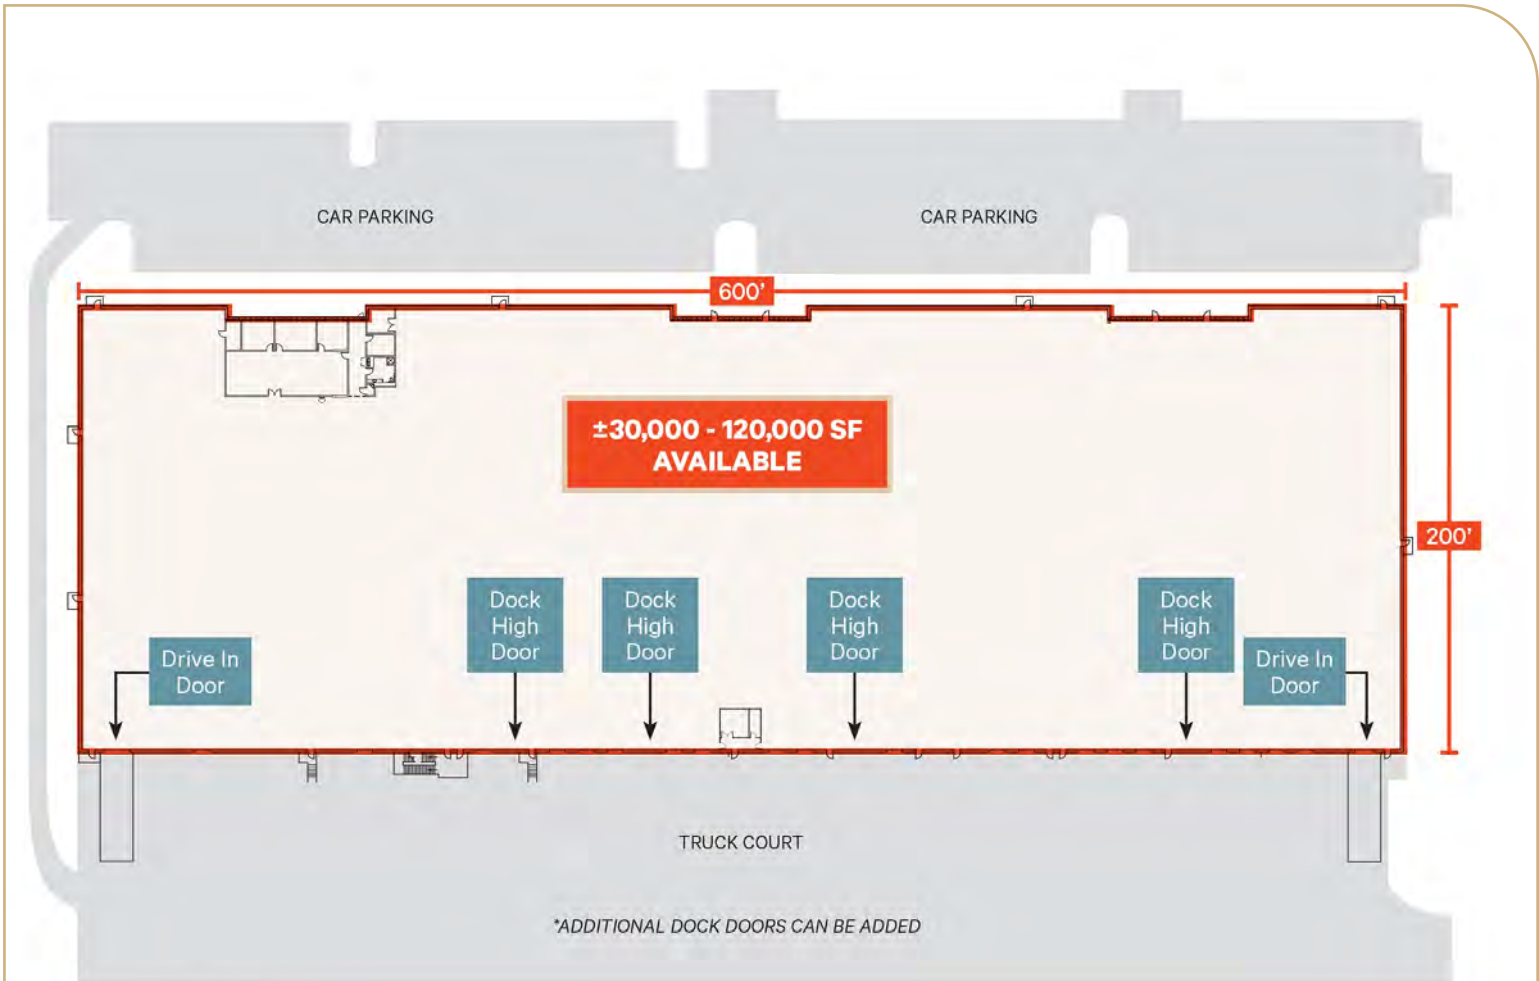 CAR PARKING
CAR PARKING
600'
±30,000 - 120,000 SF
AVAILABLE
200'
Dock
High
Door
Dock
High
Door
Dock
High
Door
Dock
High
Door
Drive In
Door
Drive In
Door
TRUCK COURT
*ADDITIONAL DOCK DOORS CAN BE ADDED